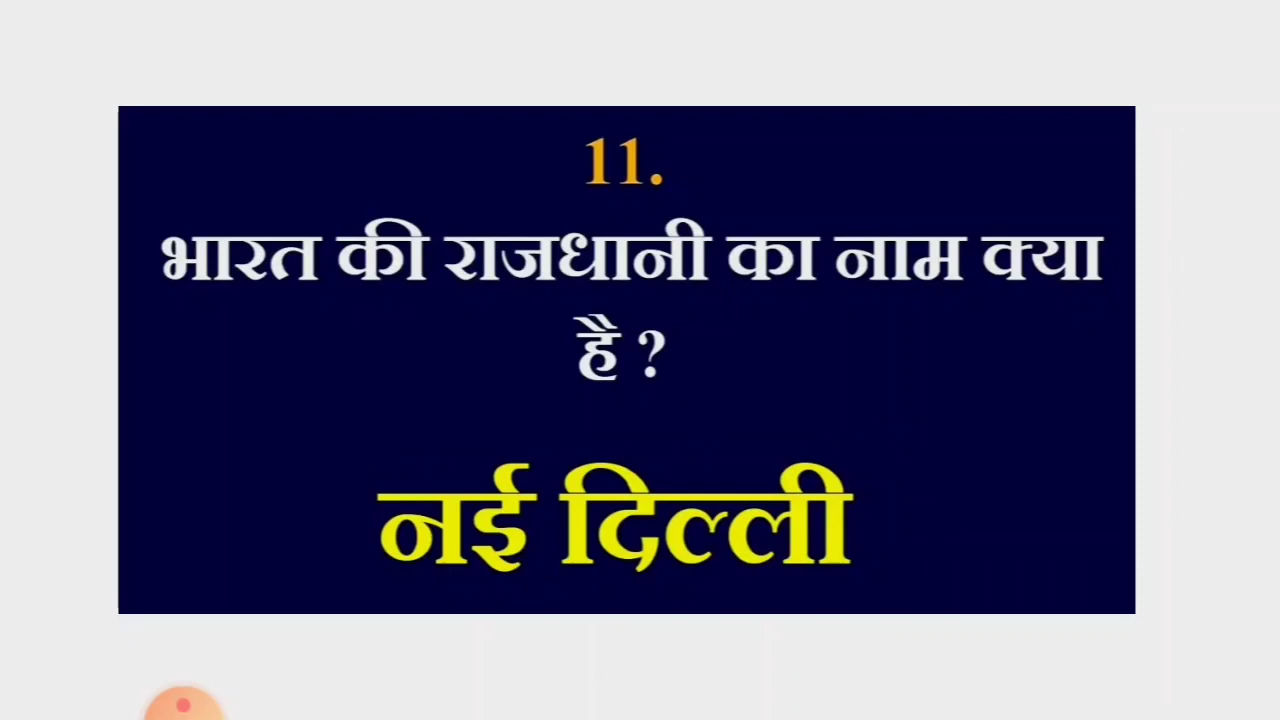 11.
भारत की राजधानी का नाम क्या
है ?
नई दिल्ली